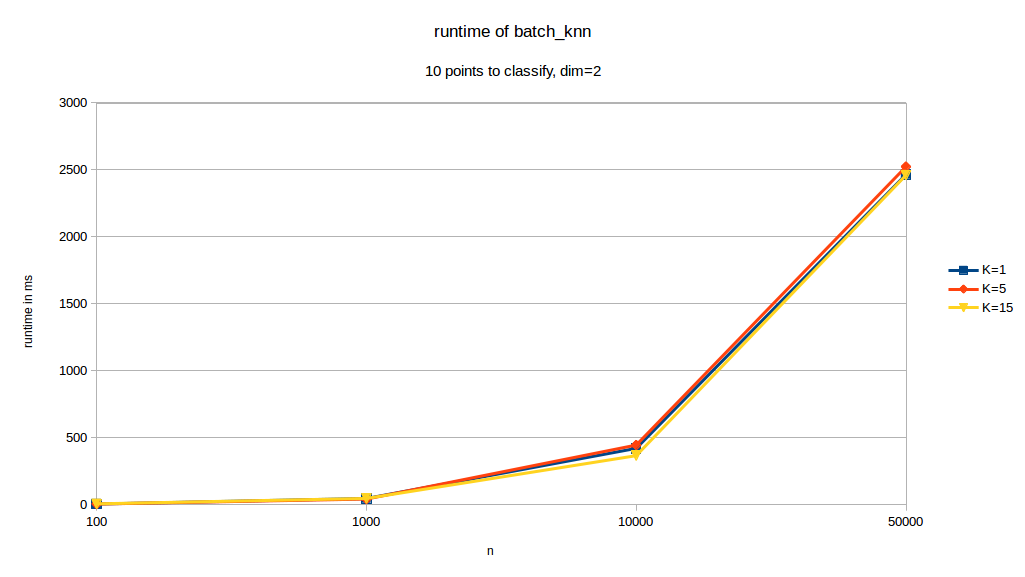 runtime of batch_knn
10 points to classify, dim=2
3000
2500
2000
1500
1000
500
0
runtime in ms
100
1000
10000
50000
n
K=1
K=5
K=15